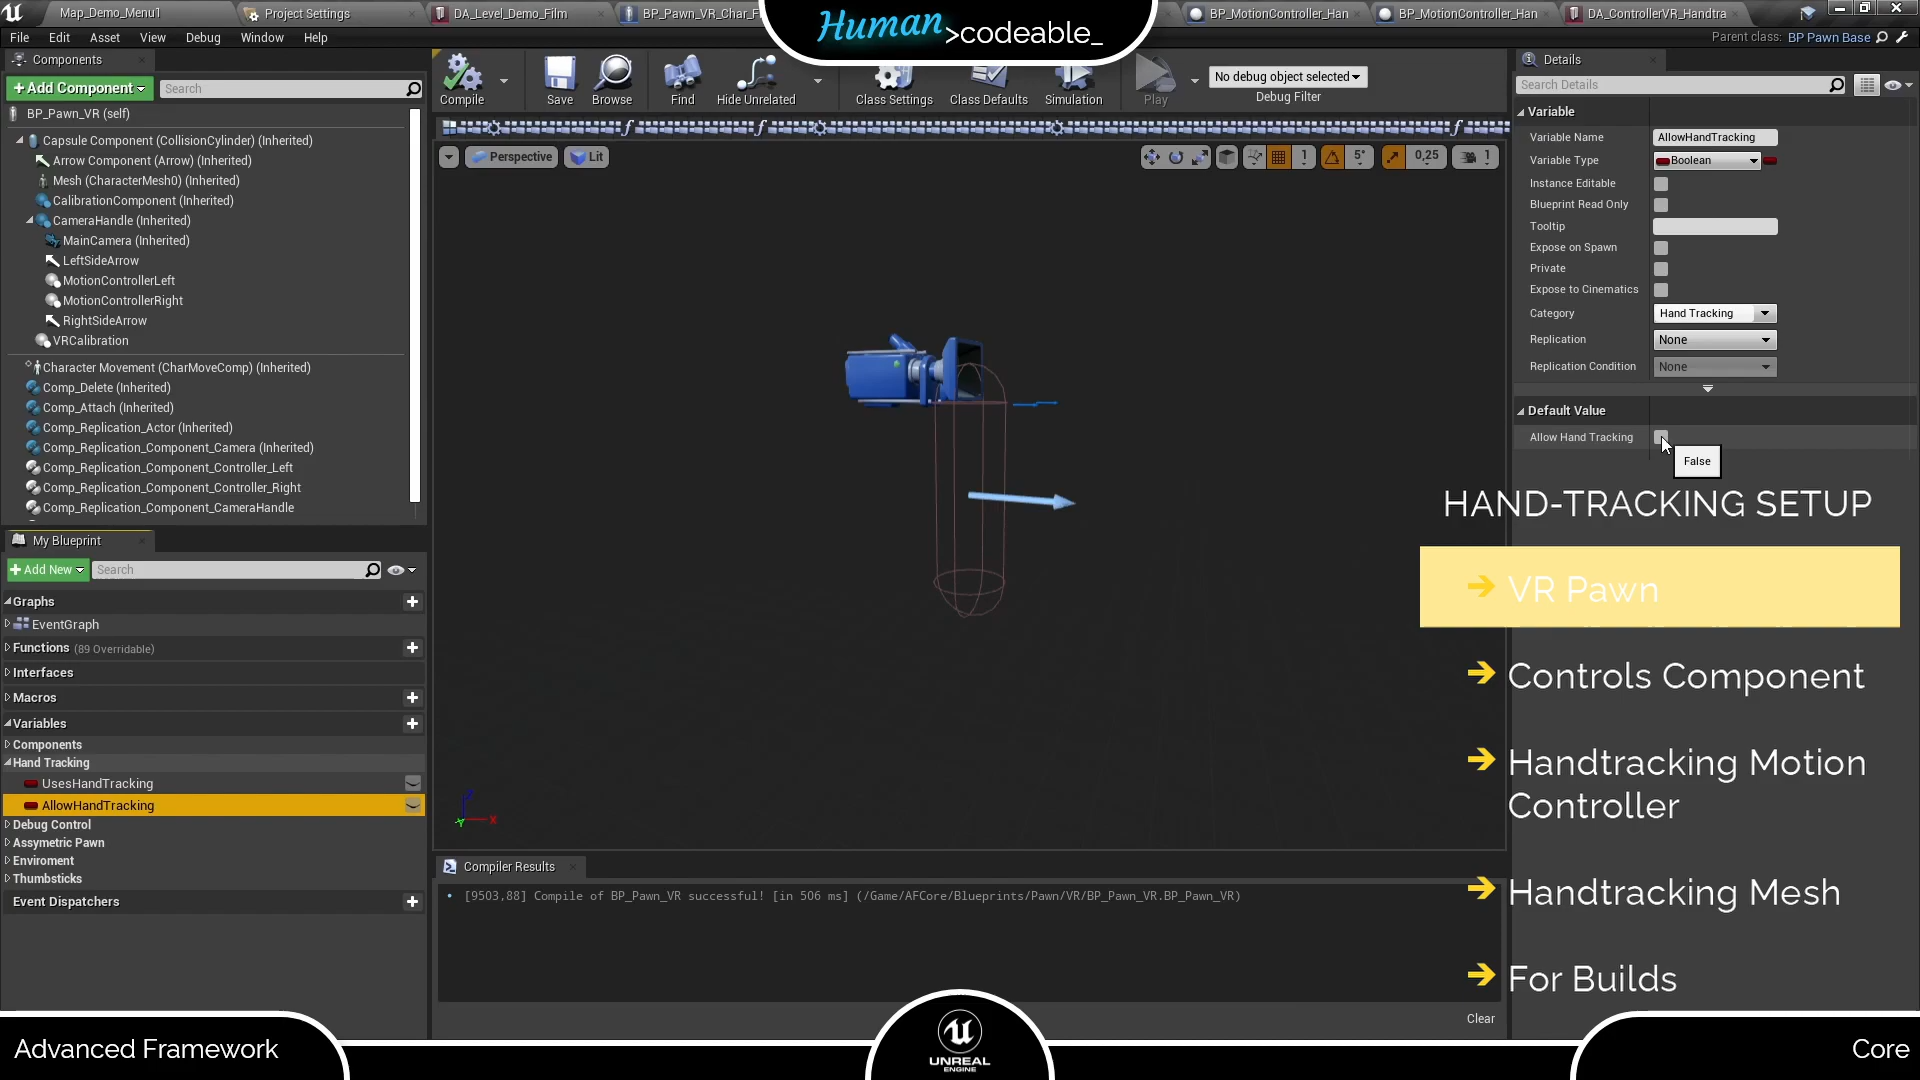 Map_Demo_Menu1
Project Settings
DA_Level_Demo_Film
BP_Pawn_VR_Char_F
BP_MotionController_Han
BP_MotionController_Han
DA_ControllerVR_Handtra
Human >codeable_
File Edit Asset View Debug Window Help
Parent class: BP Pawn Base
Components
+ Add Component
Search
BP_Pawn_VR (self)
Capsule Component (CollisionCylinder) (Inherited)
Arrow Component (Arrow) (Inherited)
Mesh (CharacterMesh0) (Inherited)
CalibrationComponent (Inherited)
CameraHandle (Inherited)
MainCamera (Inherited)
LeftSideArrow
MotionControllerLeft
MotionControllerRight
RightSideArrow
VRCalibration
Character Movement (CharMoveComp) (Inherited)
Comp_Delete (Inherited)
Comp_Attach (Inherited)
Comp_Replication_Actor (Inherited)
Comp_Replication_Component_Camera (Inherited)
Comp_Replication_Component_Controller_Left
Comp_Replication_Component_Controller_Right
Comp_Replication_Component_CameraHandle
My Blueprint
+ Add New
Search
Graphs
EventGraph
Functions (89 Overridable)
Interfaces
Macros
Variables
Components
Hand Tracking
UsesHandTracking
AllowHandTracking
Debug Control
Assymetric Pawn
Enviroment
Thumbsticks
Event Dispatchers
Compile
Save
Browse
Find
Hide Unrelated
Class Settings
Class Defaults
Simulation
Play
No debug object selected
Debug Filter
Perspective
Lit
1
5°
0,25
1
Z
Y
X
Compiler Results
[9503,88] Compile of BP_Pawn_VR successful! [in 506 ms] (/Game/AFCore/Blueprints/Pawn/VR/BP_Pawn_VR.BP_Pawn_VR)
Clear
Details
Search Details
Variable
Variable Name AllowHandTracking
Variable Type Boolean
Instance Editable
Blueprint Read Only
Tooltip
Expose on Spawn
Private
Expose to Cinematics
Category Hand Tracking
Replication None
Replication Condition None
Default Value
Allow Hand Tracking
False
HAND-TRACKING SETUP
VR Pawn
Controls Component
Handtracking Motion
Controller
Handtracking Mesh
For Builds
Advanced Framework
UNREAL
ENGINE
Core